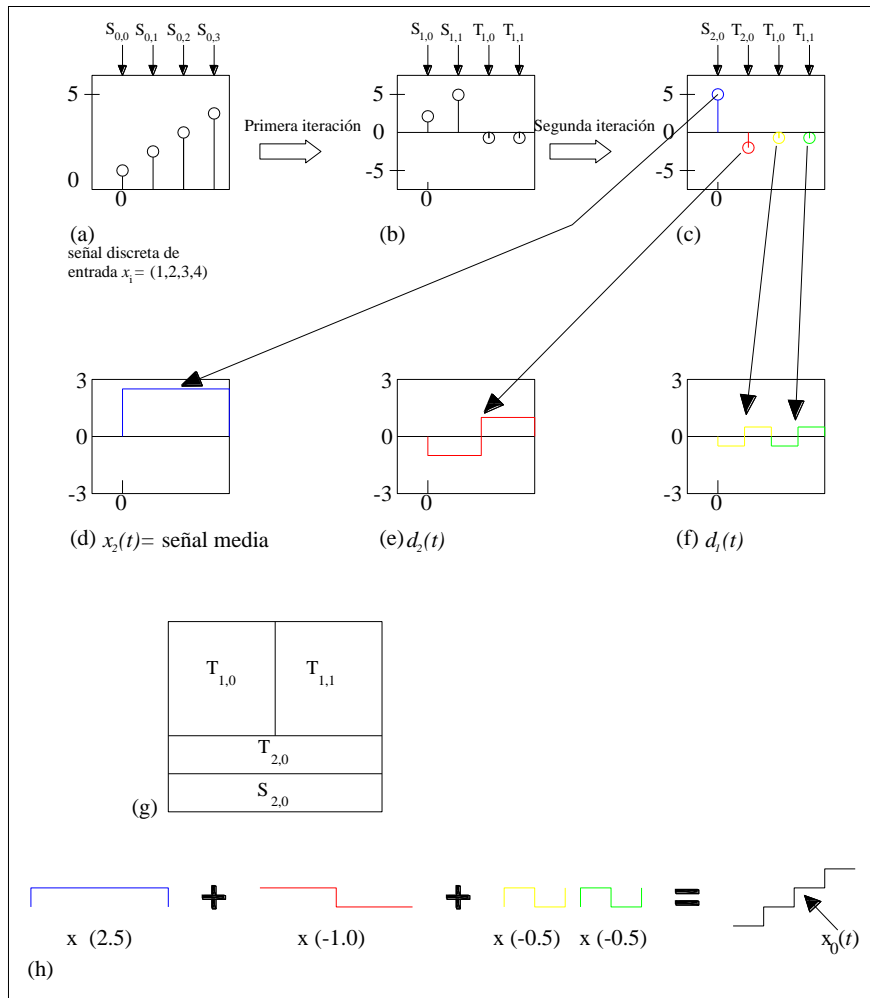 S0,0 S0,1 S0,2 S0,3
S1,0 S1,1 T1,0 T1,1
S2,0 T2,0 T1,0 T1,1
5
0
0
Primera iteración
5
0
-5
0
Segunda iteración
5
0
-5
0
(a)
señal discreta de
entrada xi = (1,2,3,4)
(b)
(c)
3
0
-3
0
3
0
-3
0
3
0
-3
0
(d) x2(t)= señal media
(e) d2(t)
(f) d1(t)
T1,0
T1,1
T2,0
S2,0
(g)
+ + =
x (2.5)
x (-1.0)
x (-0.5) x (-0.5)
x0(t)
(h)